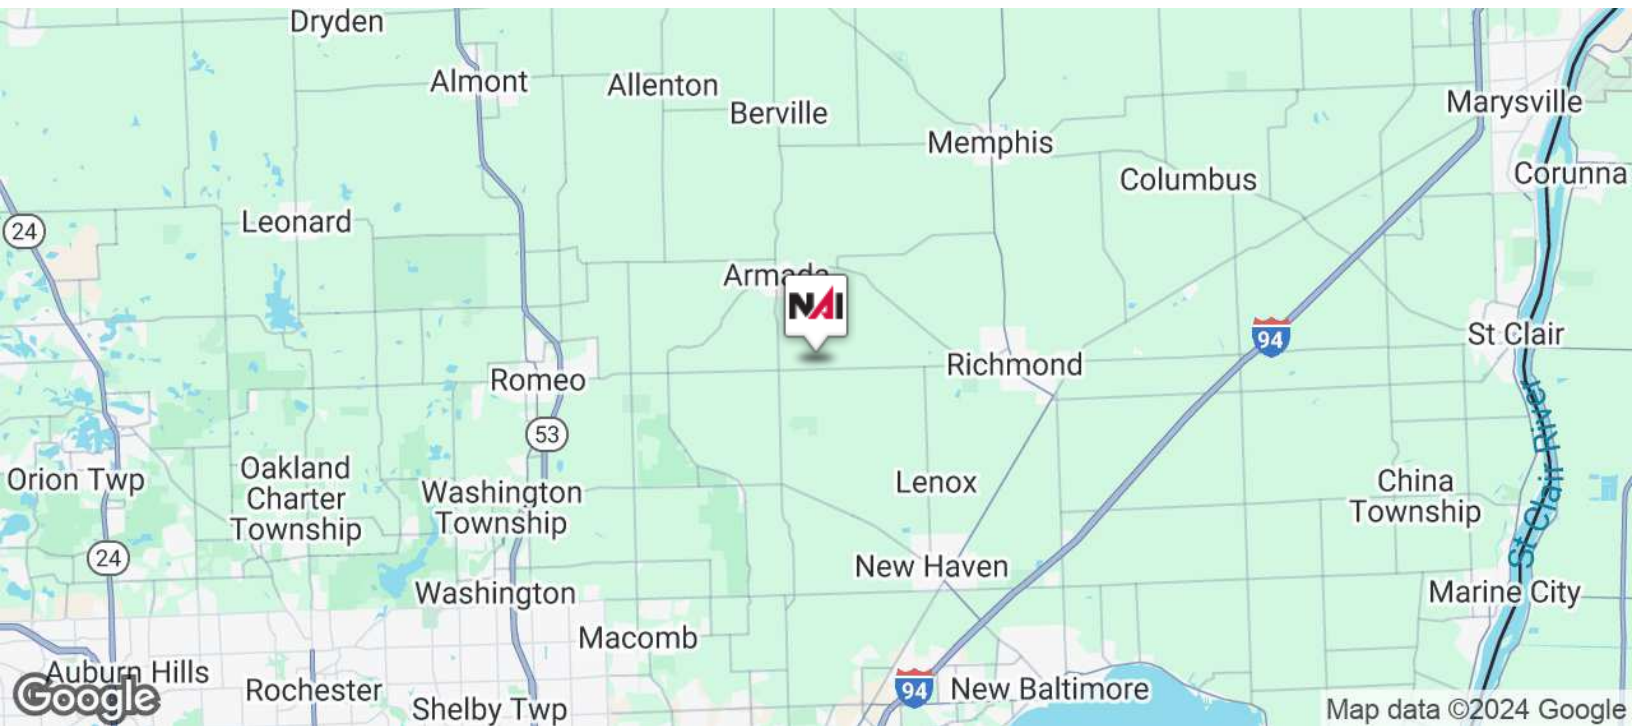 Dryden
Almont
Allenton
Berville
Marysville
Memphis
Corunna
Columbus
Leonard
24
Armada
NAI
94
St Clair
Richmond
Romeo
53
St Clair River
Orion Twp
Oakland
Charter
Township
Washington
Township
Lenox
China
Township
24
New Haven
Washington
Marine City
Macomb
Auburn Hills
Rochester
Shelby Twp
94
New Baltimore
Google
Map data ©2024 Google